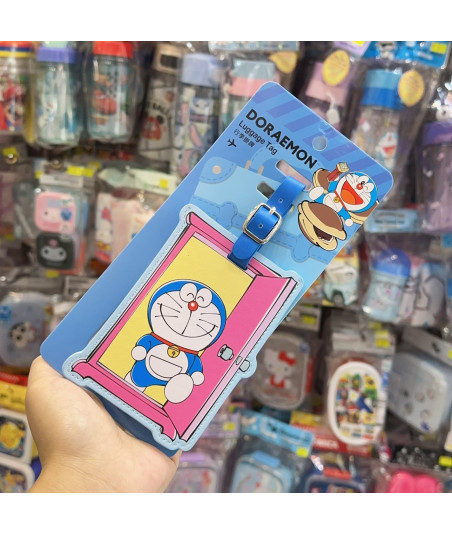 DORAEMON
Luggage Tag
行李吊牌